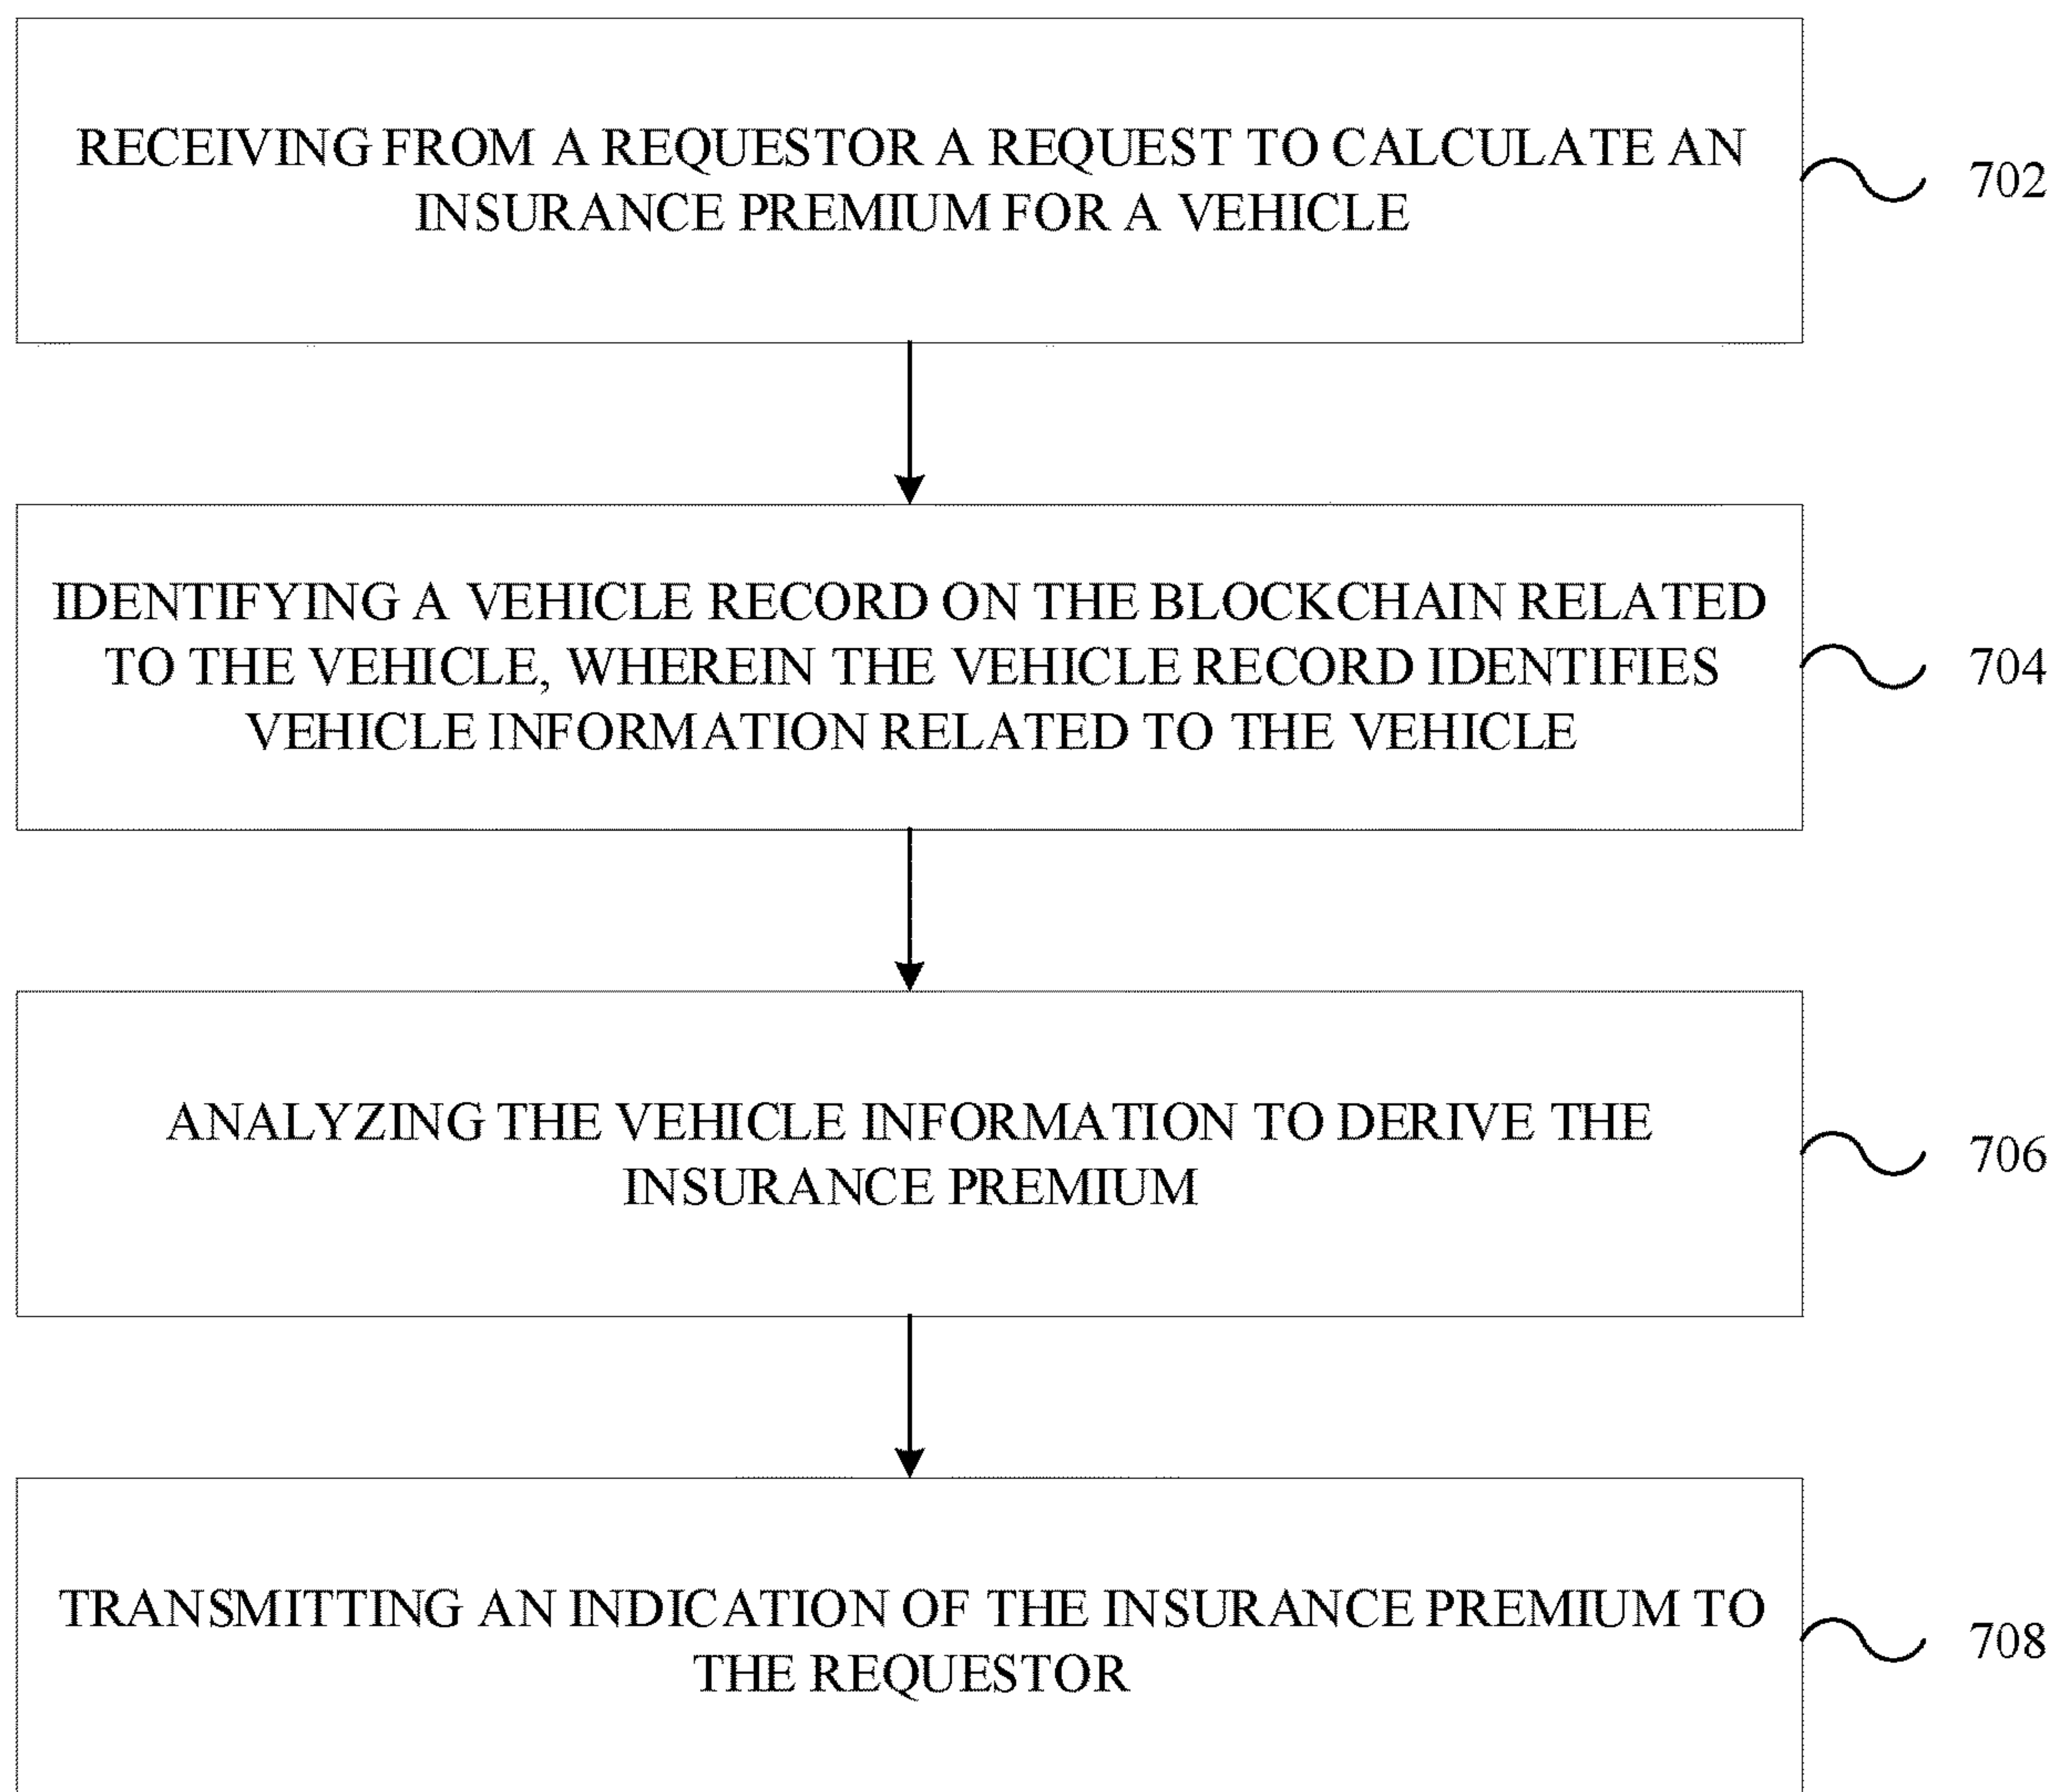 RECEIVING FROM A REQUESTOR A REQUEST TO CALCULATE AN
INSURANCE PREMIUM FOR A VEHICLE
702
IDENTIFYING A VEHICLE RECORD ON THE BLOCKCHAIN RELATED
TO THE VEHICLE, WHEREIN THE VEHICLE RECORD IDENTIFIES
VEHICLE INFORMATION RELATED TO THE VEHICLE
704
ANALYZING THE VEHICLE INFORMATION TO DERIVE THE
INSURANCE PREMIUM
706
TRANSMITTING AN INDICATION OF THE INSURANCE PREMIUM TO
THE REQUESTOR
708